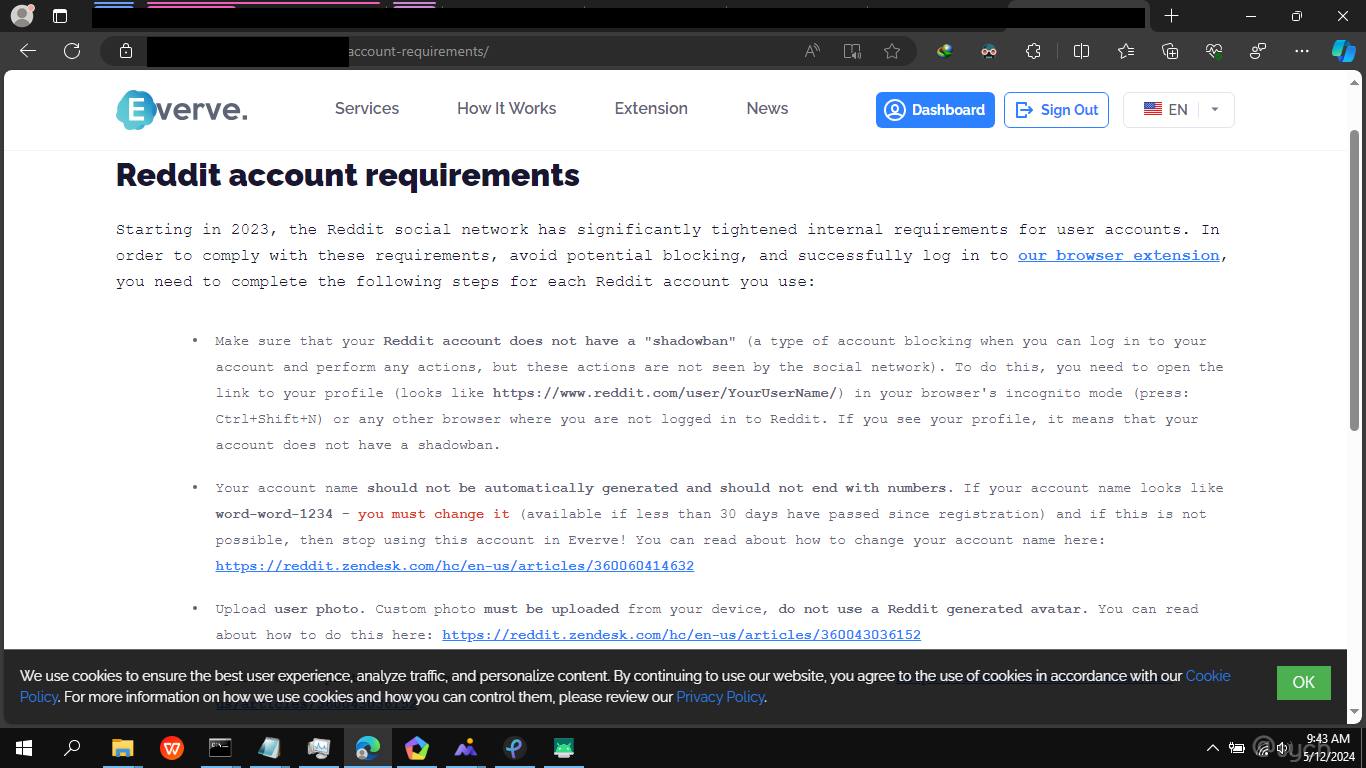 account-requirements/
Everve.
Services
How It Works
Extension
News
Dashboard
Sign Out
EN
Reddit account requirements
Starting in 2023, the Reddit social network has significantly tightened internal requirements for user accounts. In
order to comply with these requirements, avoid potential blocking, and successfully log in to our browser extension,
you need to complete the following steps for each Reddit account you use:
• Make sure that your Reddit account does not have a "shadowban" (a type of account blocking when you can log in to your
account and perform any actions, but these actions are not seen by the social network). To do this, you need to open the
link to your profile (looks like https://www.reddit.com/user/YourUserName/) in your browser's incognito mode (press:
Ctrl+Shift+N) or any other browser where you are not logged in to Reddit. If you see your profile, it means that your
account does not have a shadowban.
• Your account name should not be automatically generated and should not end with numbers. If your account name looks like
word-word-1234 – you must change it (available if less than 30 days have passed since registration) and if this is not
possible, then stop using this account in Everve! You can read about how to change your account name here:
https://reddit.zendesk.com/hc/en-us/articles/360060414632
• Upload user photo. Custom photo must be uploaded from your device, do not use a Reddit generated avatar. You can read
about how to do this here: https://reddit.zendesk.com/hc/en-us/articles/360043036152
We use cookies to ensure the best user experience, analyze traffic, and personalize content. By continuing to use our website, you agree to the use of cookies in accordance with our Cookie
Policy. For more information on how we use cookies and how you can control them, please review our Privacy Policy.
OK
9:43 AM
5/12/2024